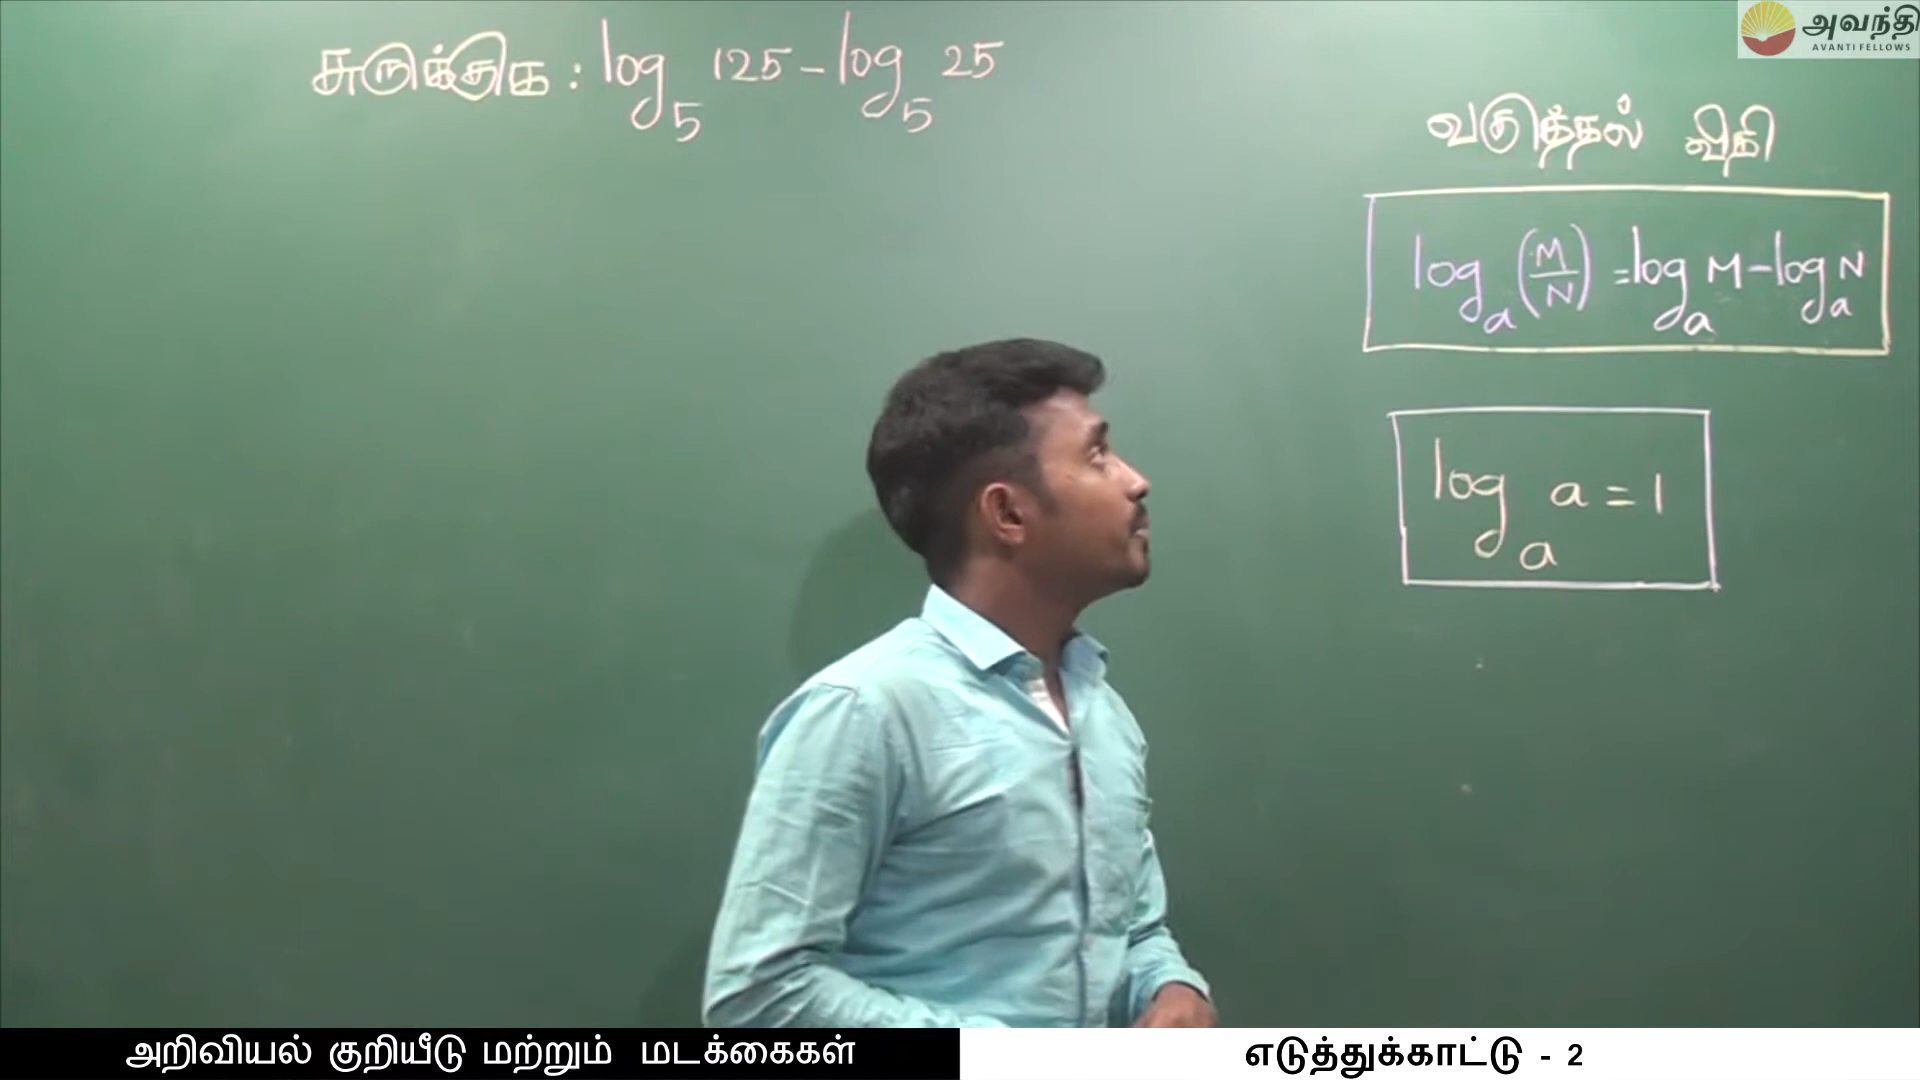 அவந்தி
AVANTI FELLOWS
சுருக்குக : log₅ 125 - log₅ 25
வகுத்தல் விதி
logₐ (M/N) = logₐ M - logₐ N
logₐ a = 1
அறிவியல் குறியீடு மற்றும் மடக்கைகள்
எடுத்துக்காட்டு - 2